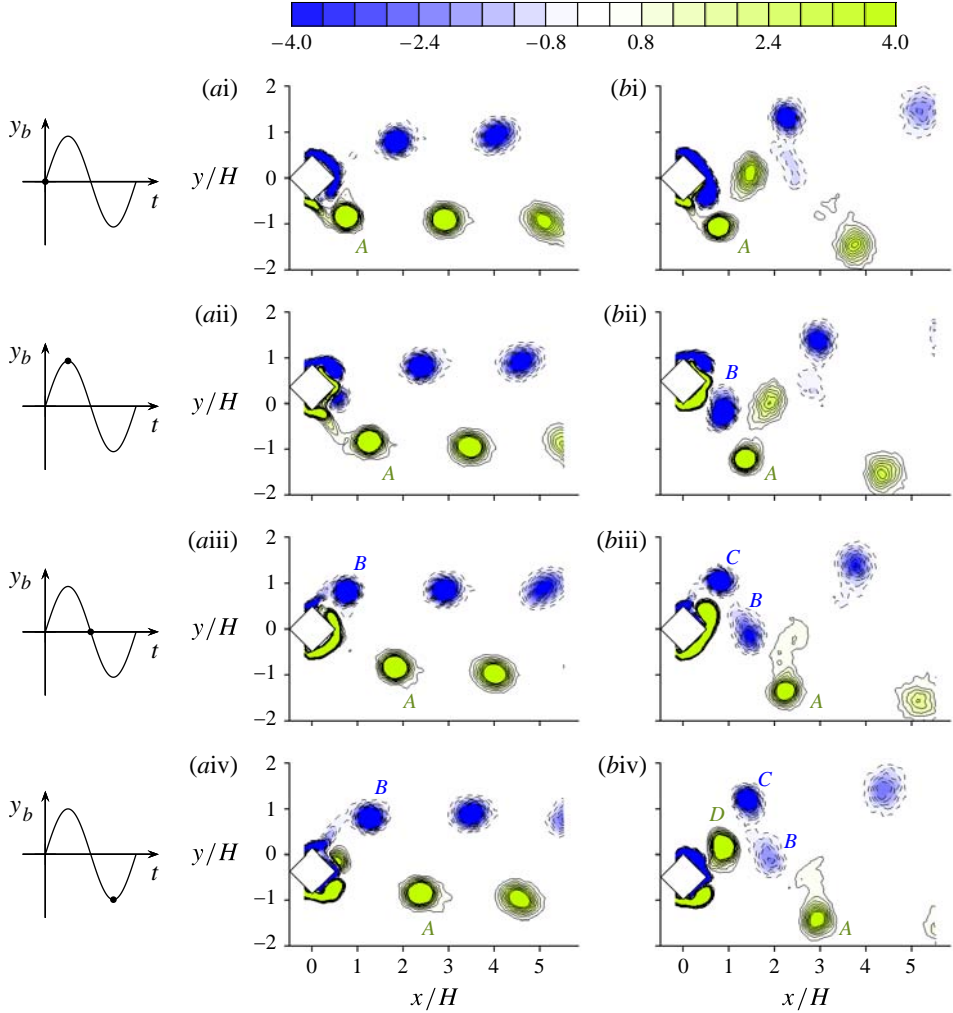 −4.0 −2.4 −0.8 0.8 2.4 4.0
(ai) (bi)
2
1
0
−1
−2
y/H
y_b
t
A
A
(aii) (bii)
2
1
0
−1
−2
y/H
y_b
t
A
B
A
(aiii) (biii)
2
1
0
−1
−2
y/H
y_b
t
B
A
C
B
A
(aiv) (biv)
2
1
0
−1
−2
y/H
y_b
t
B
A
C
D
B
A
0 1 2 3 4 5 0 1 2 3 4 5
x/H x/H